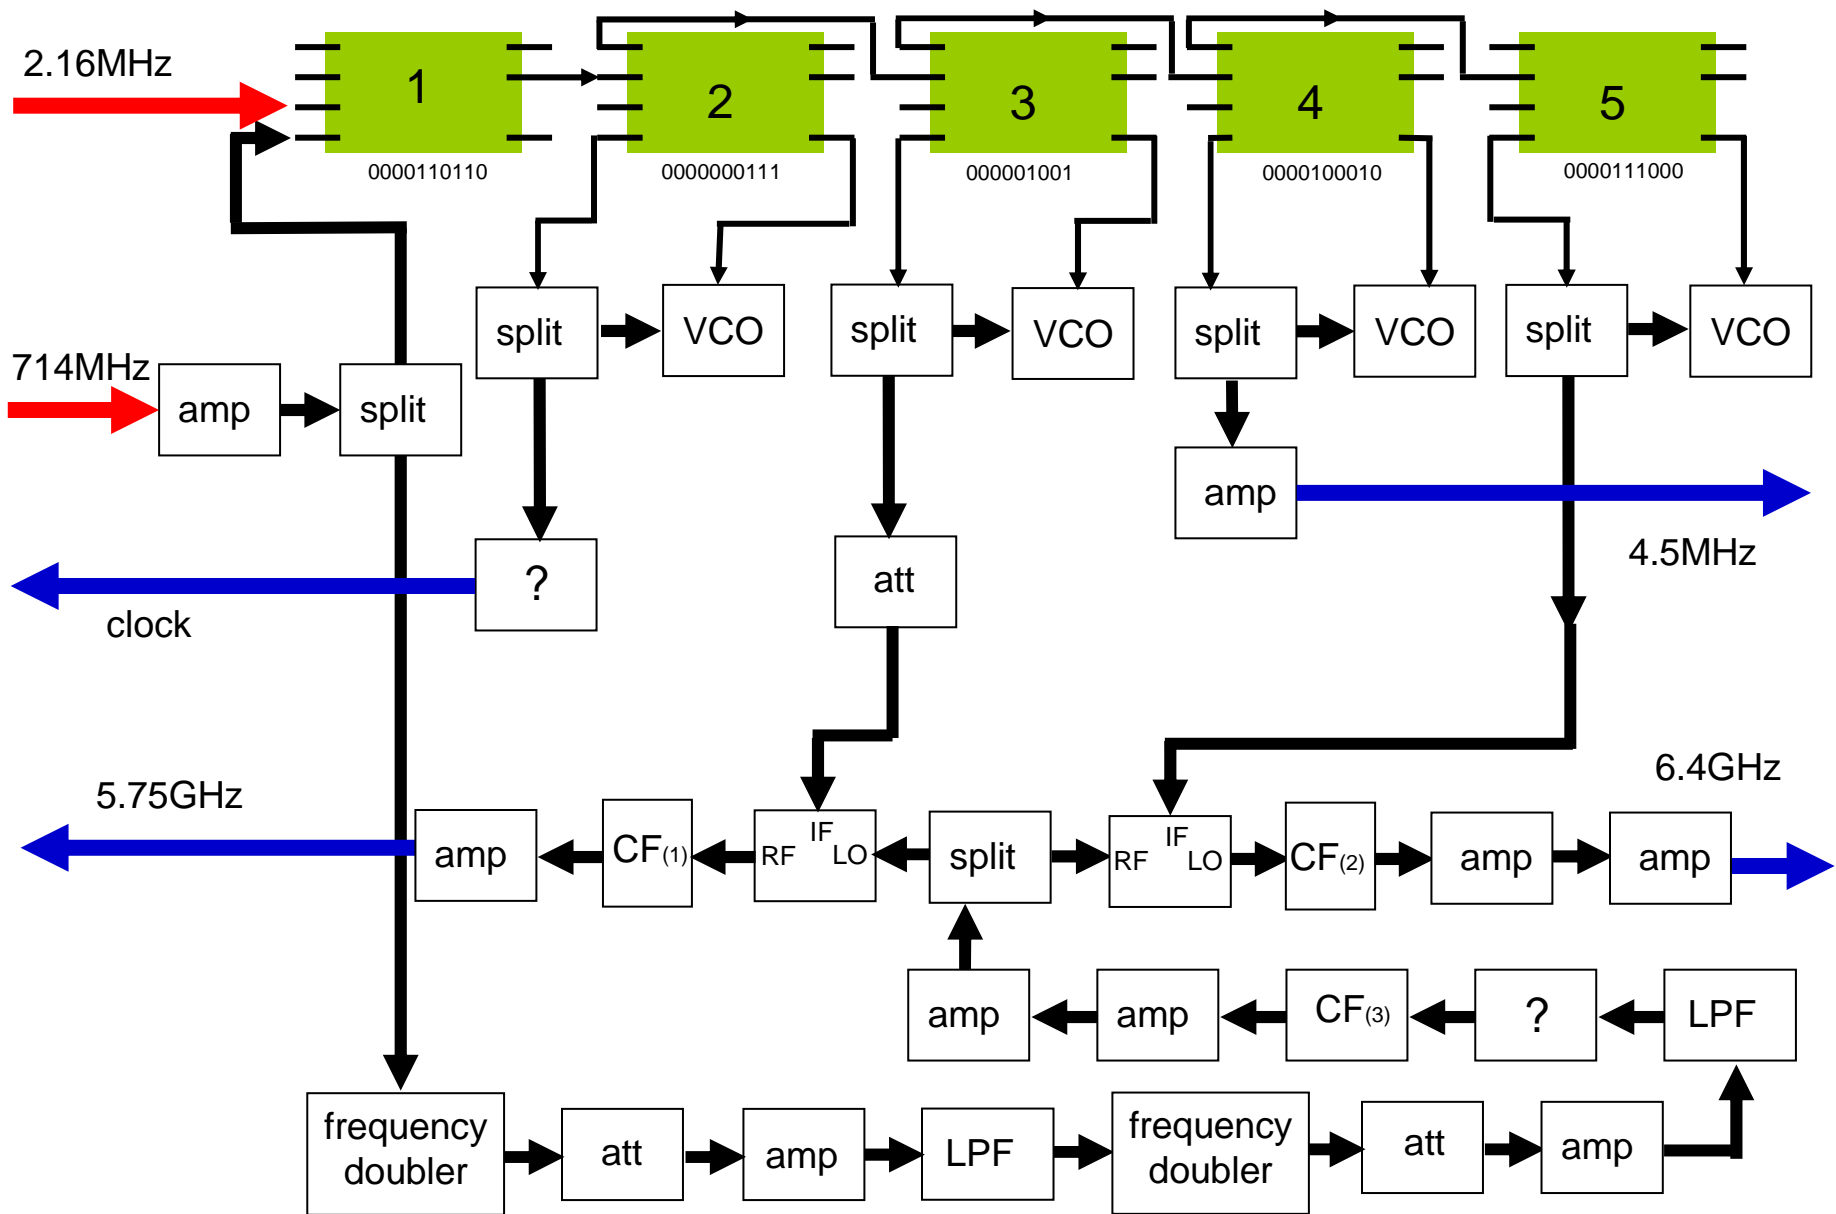 2.16MHz
1
2
3
4
5
0000110110
0000000111
000001001
0000100010
0000111000
split
VCO
split
VCO
split
VCO
split
VCO
714MHz
amp
split
amp
4.5MHz
?
att
clock
5.75GHz
6.4GHz
amp
CF(1)
RF
IF
LO
split
RF
IF
LO
CF(2)
amp
amp
amp
amp
CF(3)
?
LPF
frequency
doubler
att
amp
LPF
frequency
doubler
att
amp